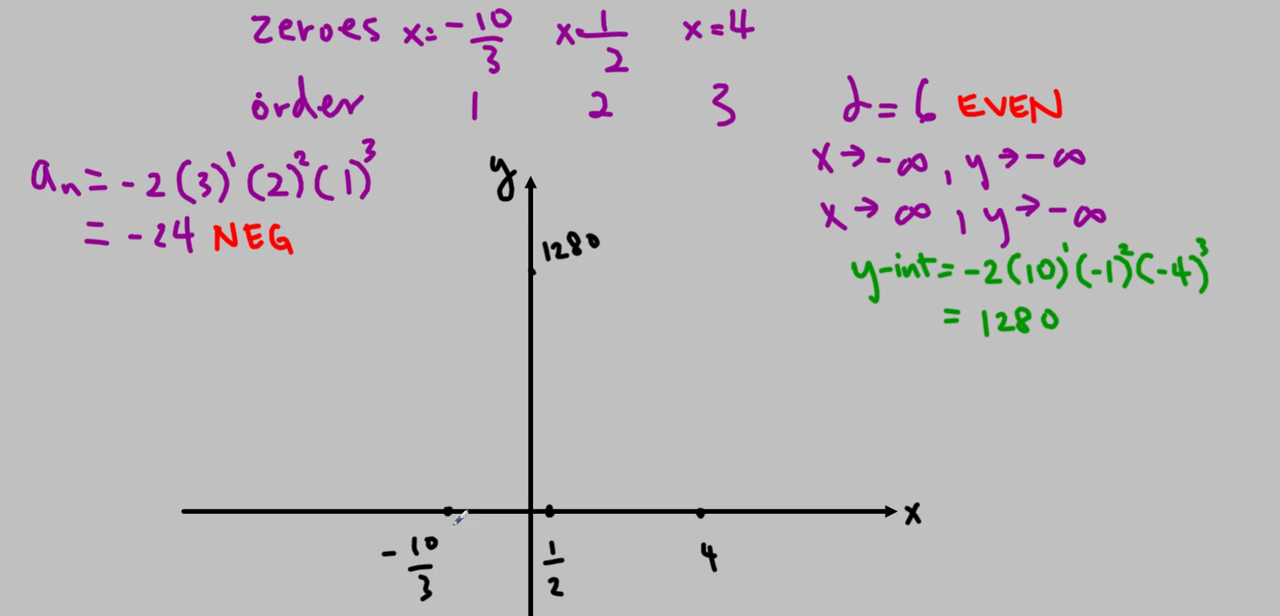 zeroes x=-10/3 x=1/2 x=4
order 1 2 3
d=6 EVEN
x→-∞, y→-∞
x→∞, y→-∞
aₙ = -2(3)¹(2)²(1)³
= -24 NEG
y-int = -2(10)¹(-1)²(-4)³
= 1280
y
1280
x
-10/3 1/2 4